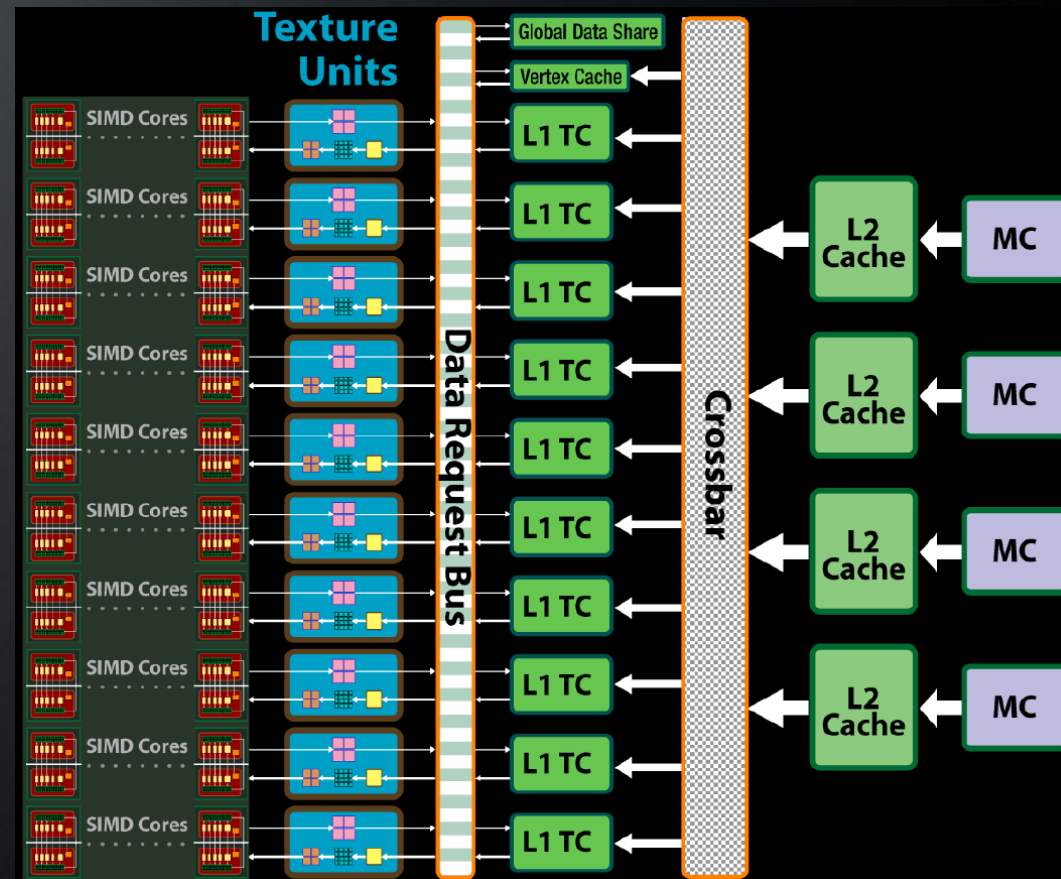 Texture
Units
Global Data Share
Vertex Cache
SIMD Cores
L1 TC
SIMD Cores
L1 TC
SIMD Cores
L1 TC
SIMD Cores
L1 TC
SIMD Cores
L1 TC
SIMD Cores
L1 TC
SIMD Cores
L1 TC
SIMD Cores
L1 TC
SIMD Cores
L1 TC
SIMD Cores
L1 TC
Data Request Bus
Crossbar
L2
Cache
MC
L2
Cache
MC
L2
Cache
MC
L2
Cache
MC